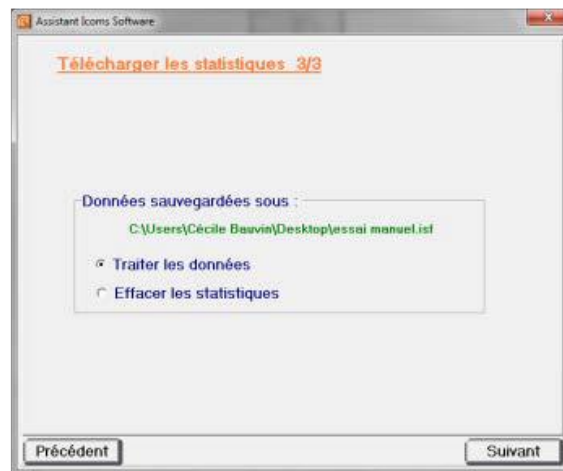 Assistant Icoms Software
Télécharger les statistiques 3/3
Données sauvegardées sous :
C:\Users\Cécile Bauvin\Desktop\essai manuel.isf
Traiter les données
Effacer les statistiques
Précédent
Suivant